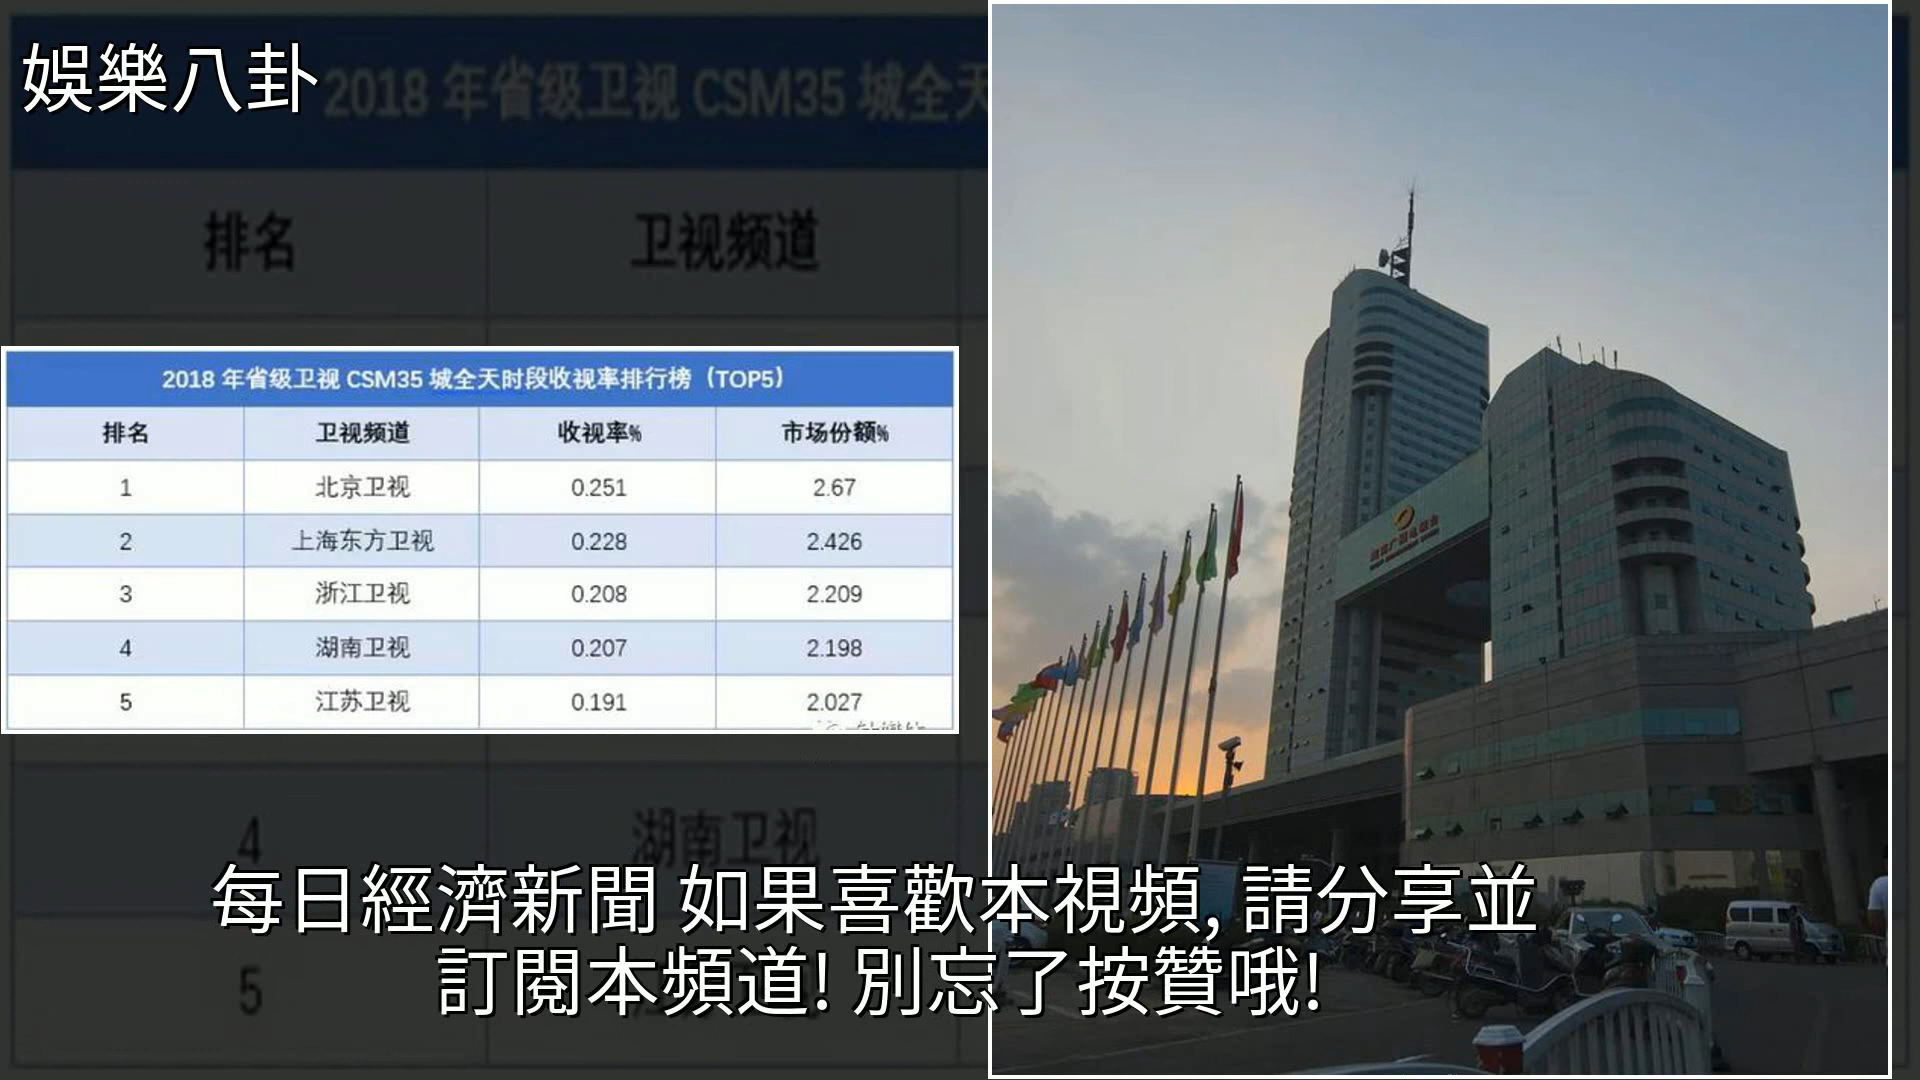 娛樂八卦
2018 年省级卫视 CSM35 城全天
排名 卫视频道
2018 年省级卫视 CSM35 城全天时段收视率排行榜（TOP5）
排名 卫视频道 收视率% 市场份额%
1 北京卫视 0.251 2.67
2 上海东方卫视 0.228 2.426
3 浙江卫视 0.208 2.209
4 湖南卫视 0.207 2.198
5 江苏卫视 0.191 2.027
4 湖南卫视
5
每日經濟新聞 如果喜歡本視頻, 請分享並
訂閱本頻道! 別忘了按贊哦!